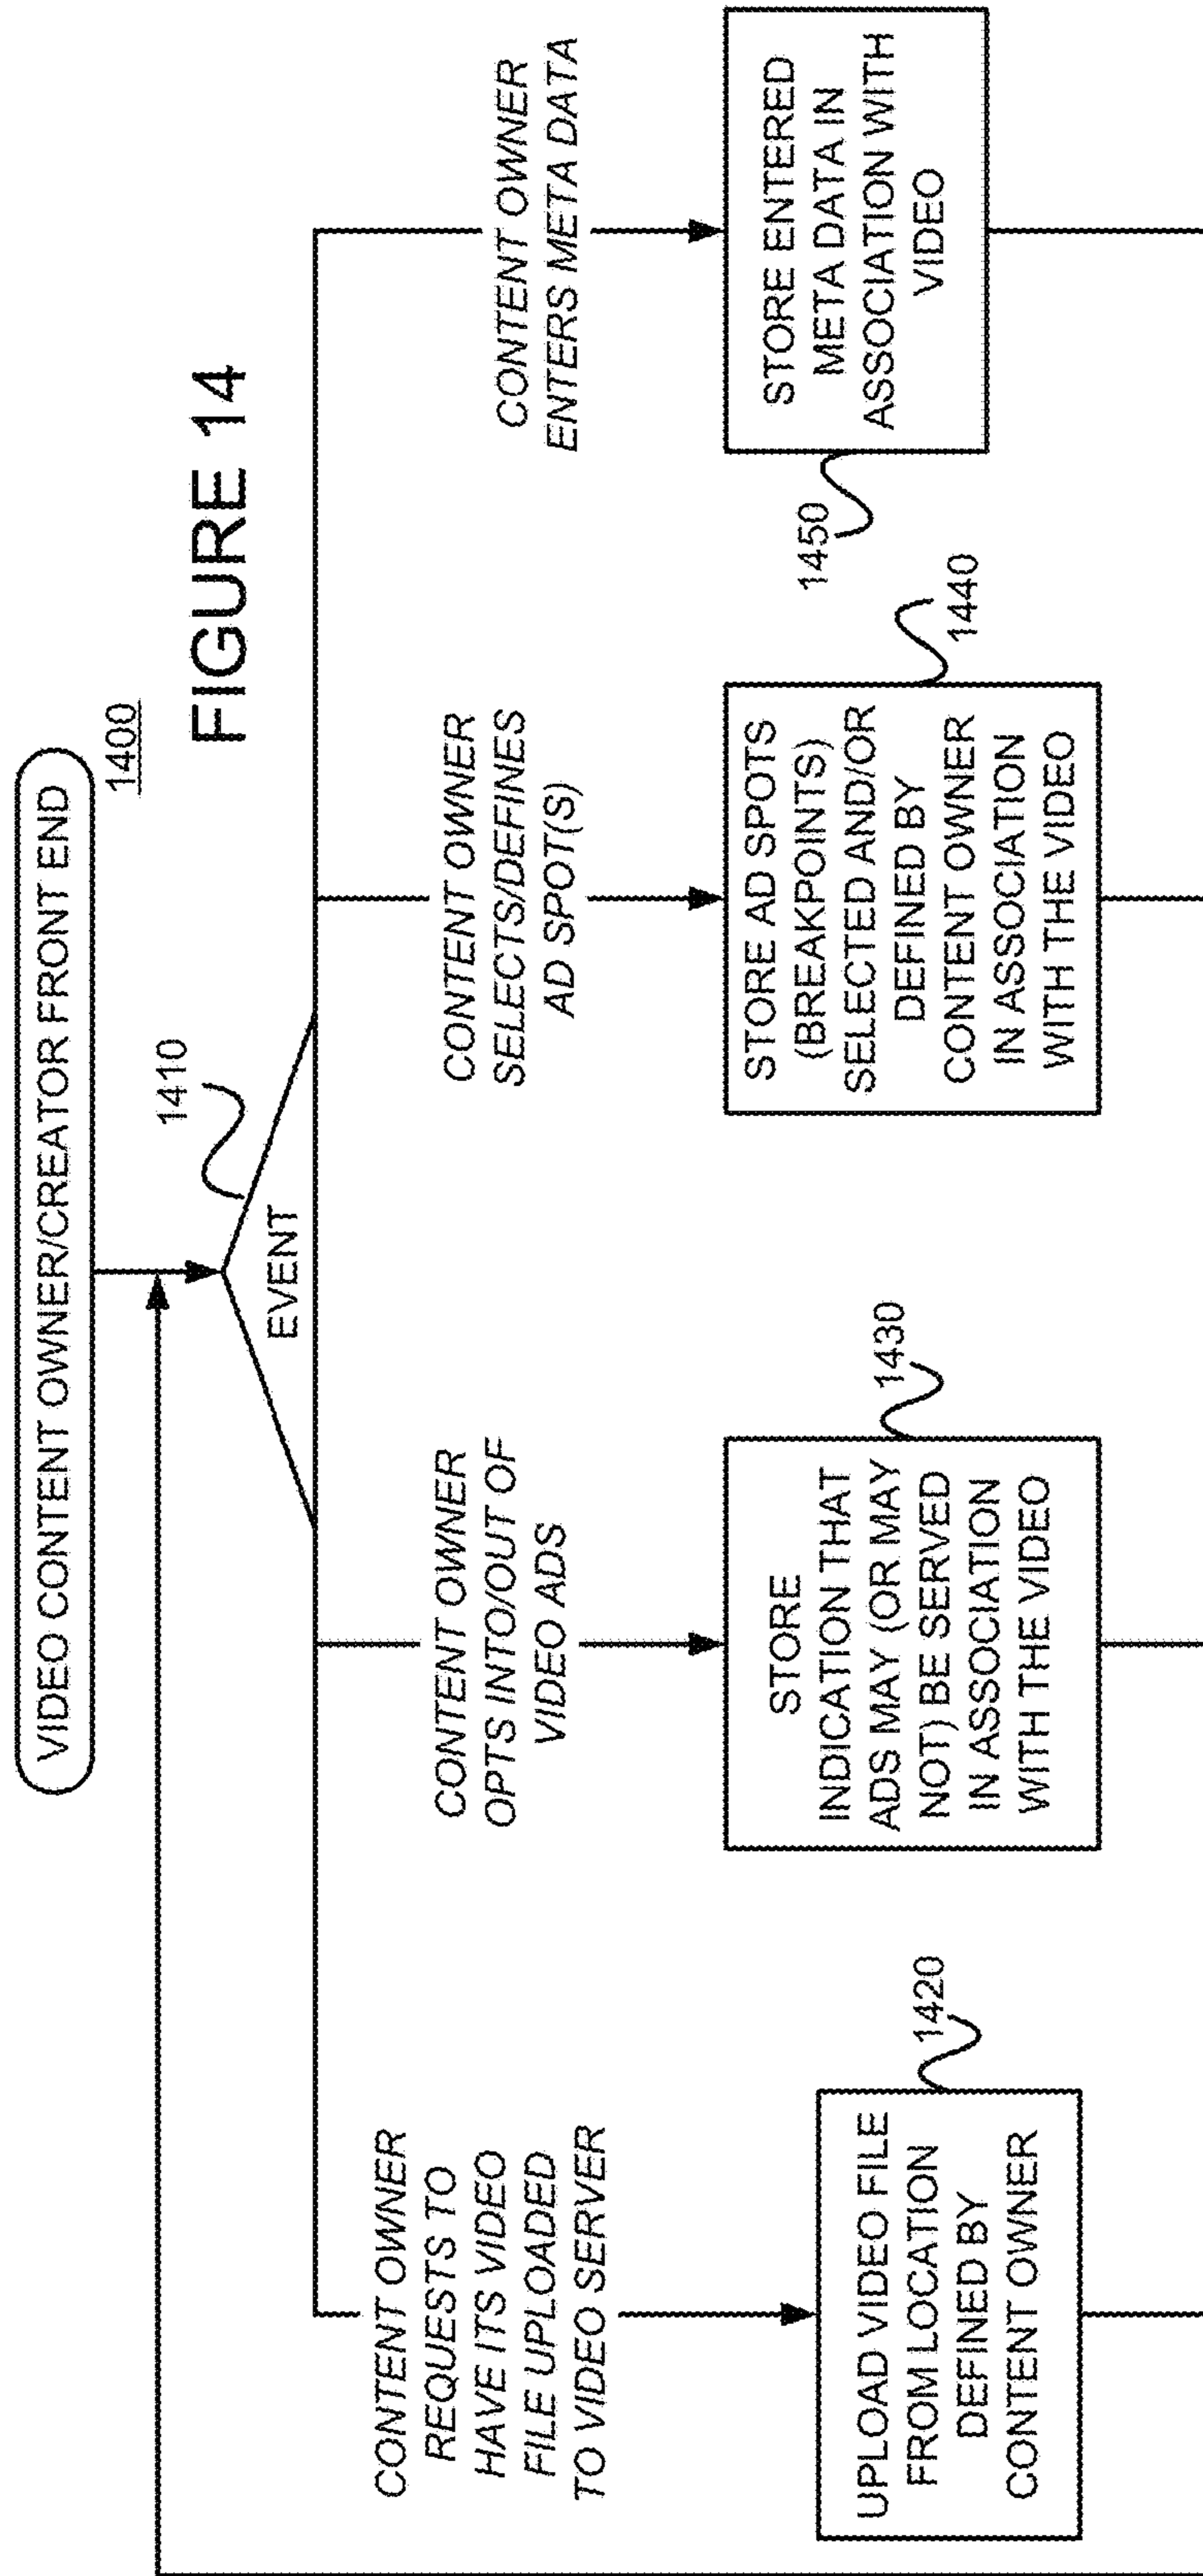 VIDEO CONTENT OWNER/CREATOR FRONT END
1400
FIGURE 14
1410
EVENT
CONTENT OWNER
REQUESTS TO
HAVE ITS VIDEO
FILE UPLOADED
TO VIDEO SERVER
CONTENT OWNER
OPTS INTO/OUT OF
VIDEO ADS
CONTENT OWNER
SELECTS/DEFINES
AD SPOT(S)
CONTENT OWNER
ENTERS META DATA
UPLOAD VIDEO FILE
FROM LOCATION
DEFINED BY
CONTENT OWNER
1420
STORE
INDICATION THAT
ADS MAY (OR MAY
NOT) BE SERVED
IN ASSOCIATION
WITH THE VIDEO
1430
STORE AD SPOTS
(BREAKPOINTS)
SELECTED AND/OR
DEFINED BY
CONTENT OWNER
IN ASSOCIATION
WITH THE VIDEO
1440
STORE ENTERED
META DATA IN
ASSOCIATION WITH
VIDEO
1450